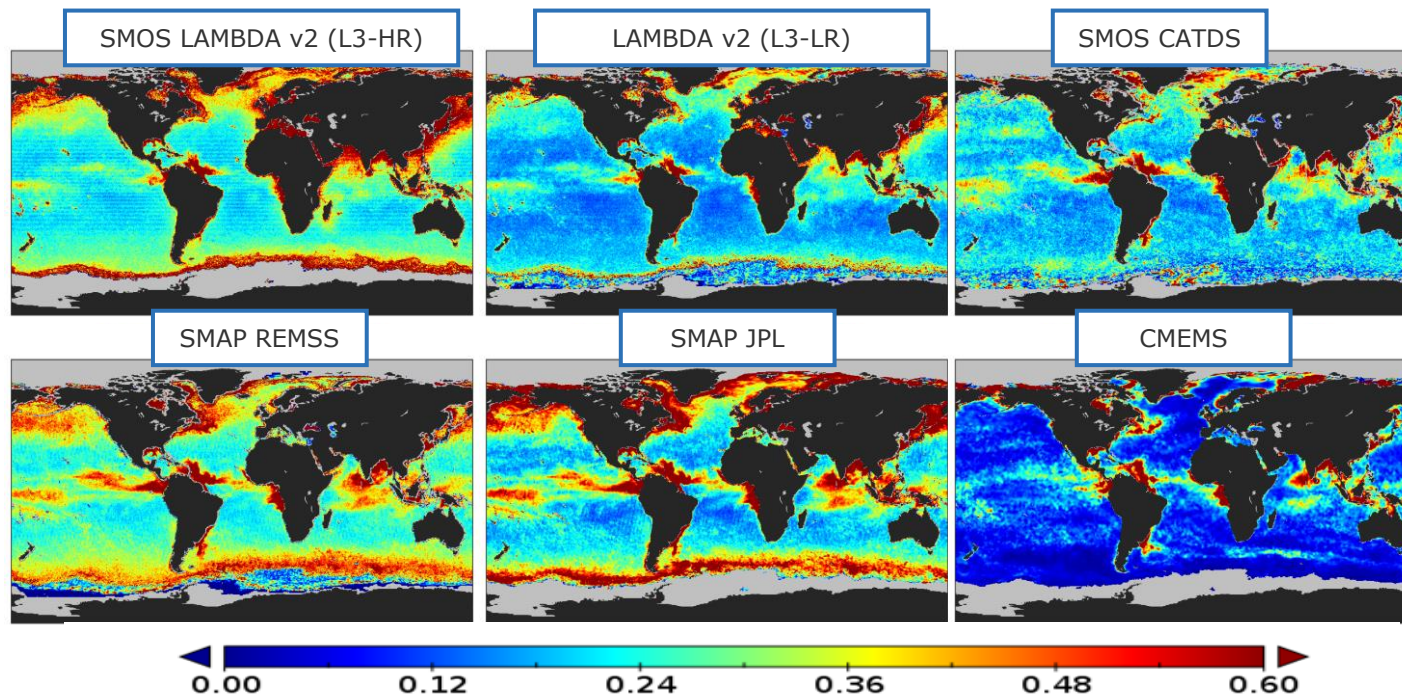 SMOS LAMBDA v2 (L3-HR)
LAMBDA v2 (L3-LR)
SMOS CATDS
SMAP REMSS
SMAP JPL
CMEMS
0.00 0.12 0.24 0.36 0.48 0.60